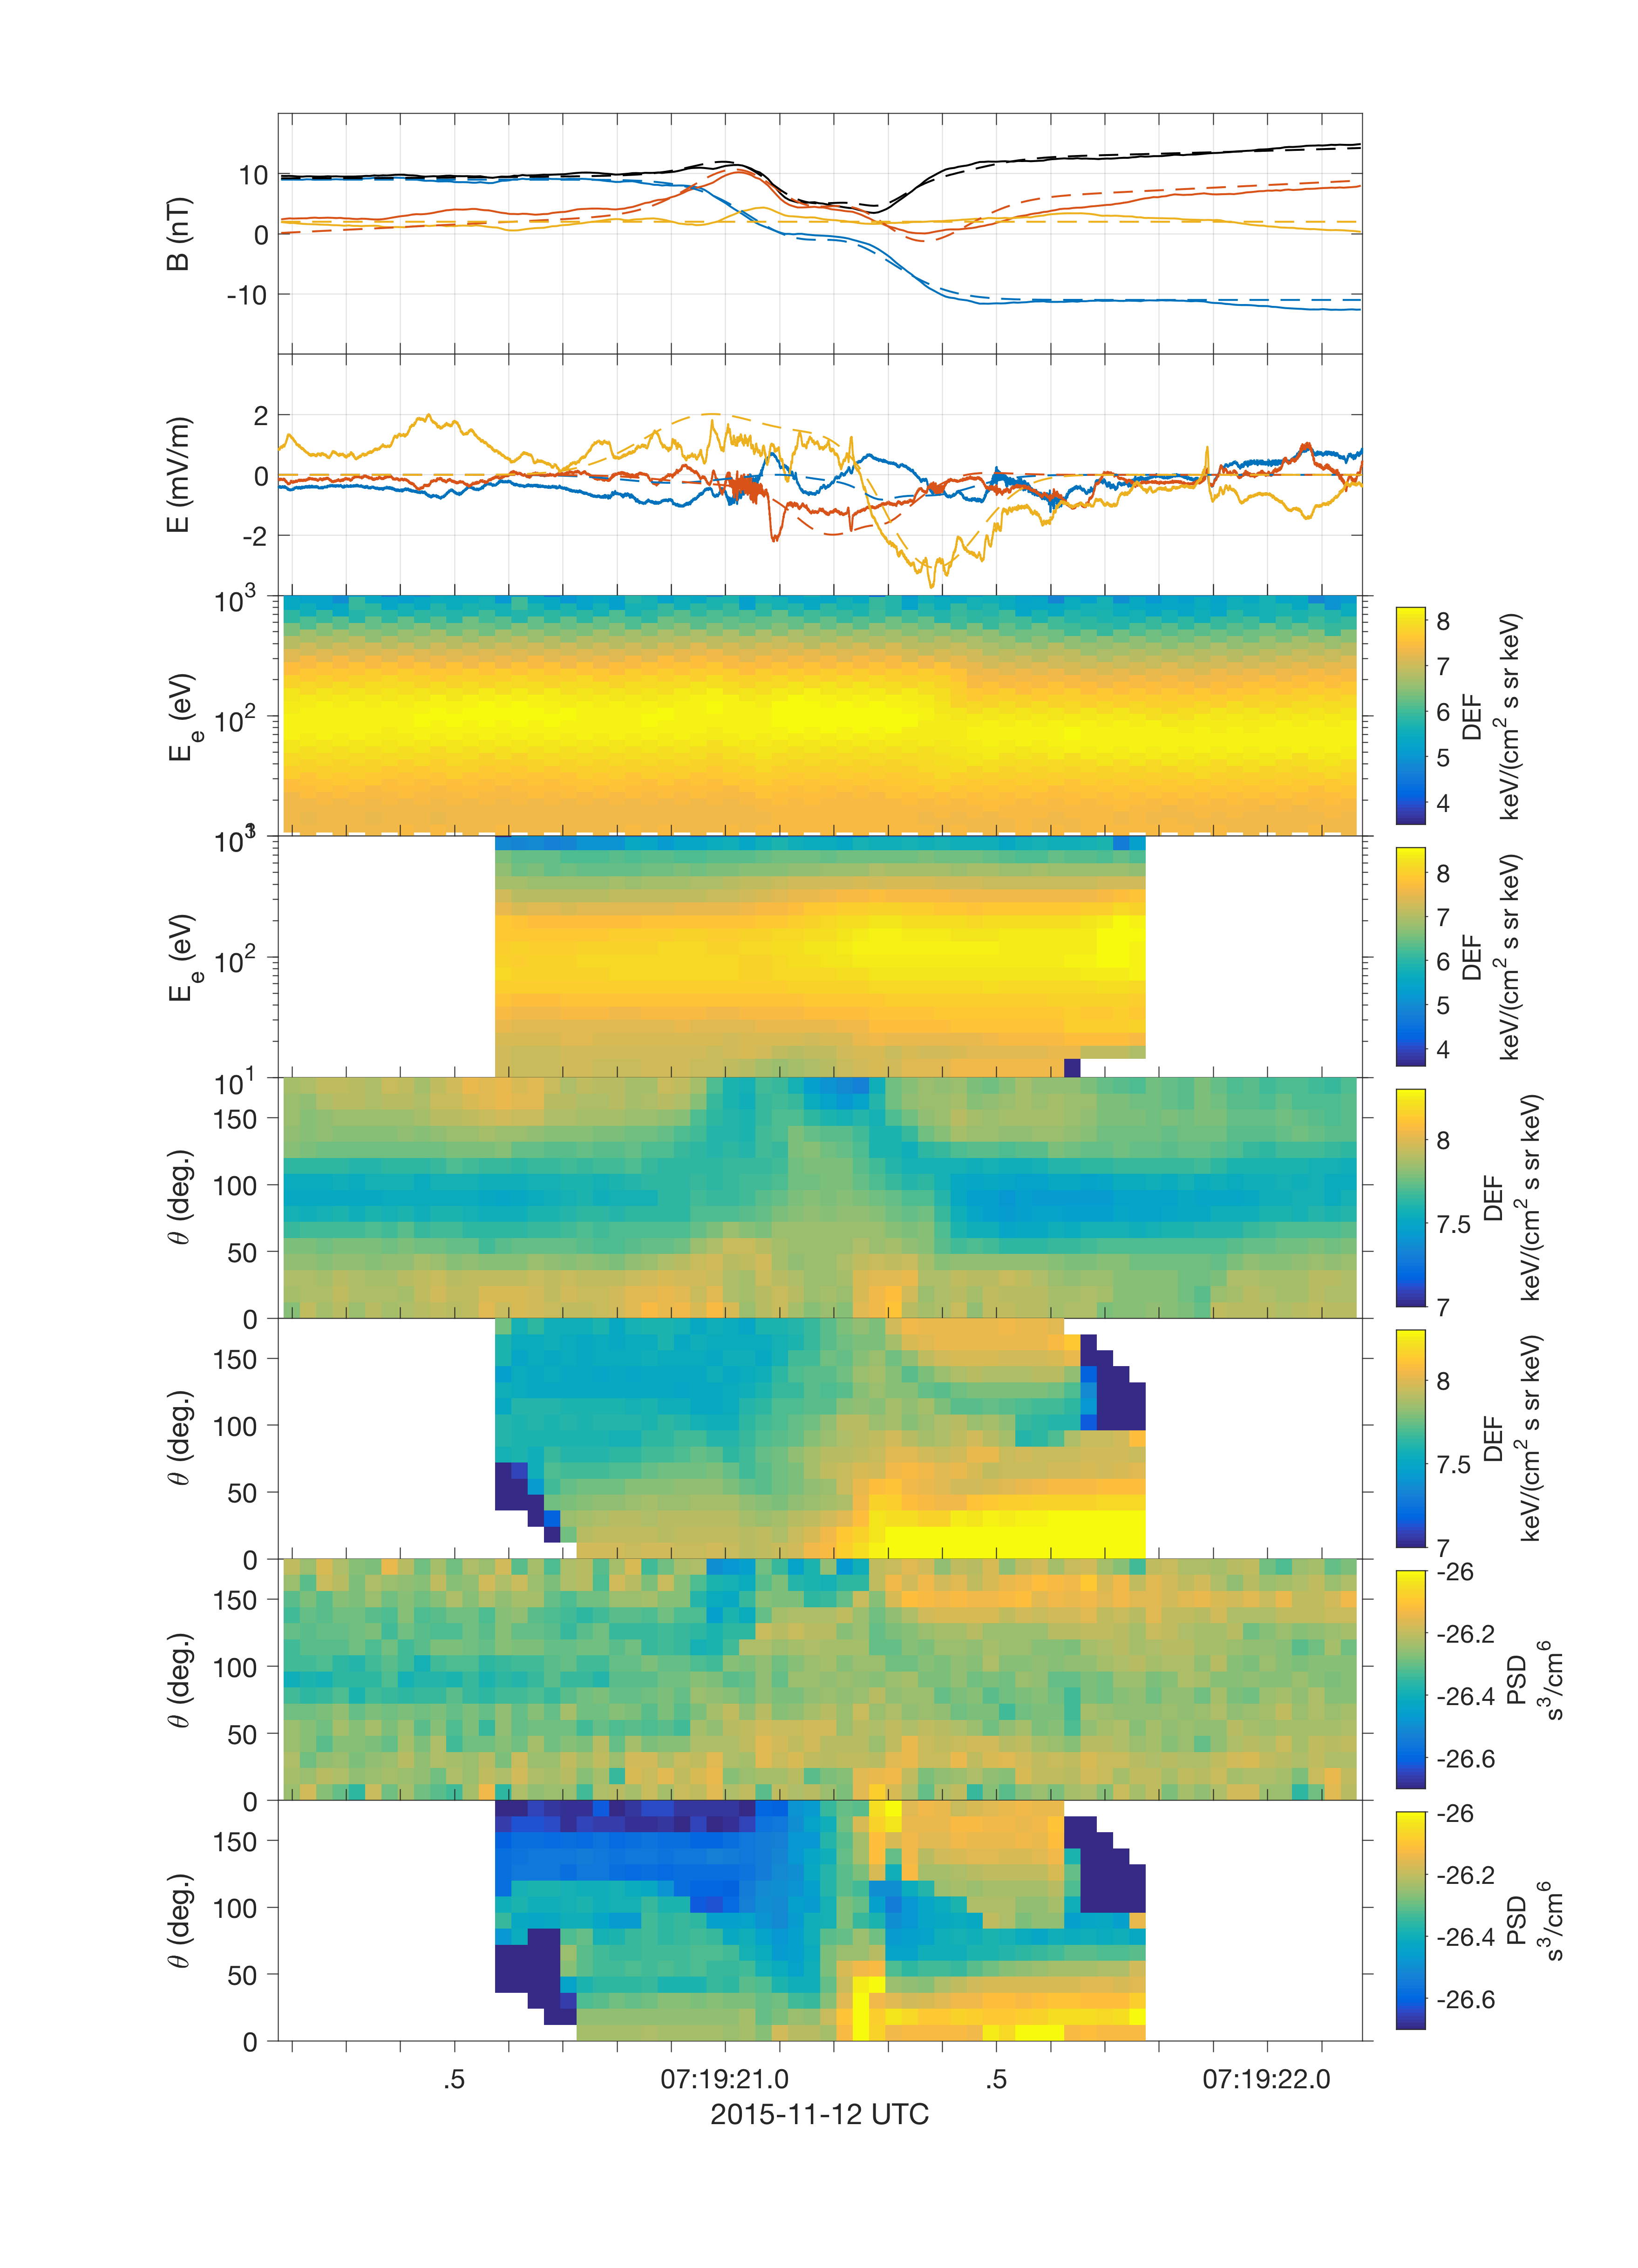 10
0
-10
B (nT)
2
0
-2
E (mV/m)
10³
10²
E_e (eV)
8
7
6
5
4
DEF
keV/(cm² s sr keV)
10³
10²
10¹
E_e (eV)
8
7
6
5
4
DEF
keV/(cm² s sr keV)
150
100
50
0
θ (deg.)
8
7.5
7
DEF
keV/(cm² s sr keV)
150
100
50
0
θ (deg.)
8
7.5
7
DEF
keV/(cm² s sr keV)
150
100
50
0
θ (deg.)
-26
-26.2
-26.4
-26.6
PSD
s³/cm⁶
150
100
50
0
θ (deg.)
-26
-26.2
-26.4
-26.6
PSD
s³/cm⁶
.5 07:19:21.0 .5 07:19:22.0
2015-11-12 UTC